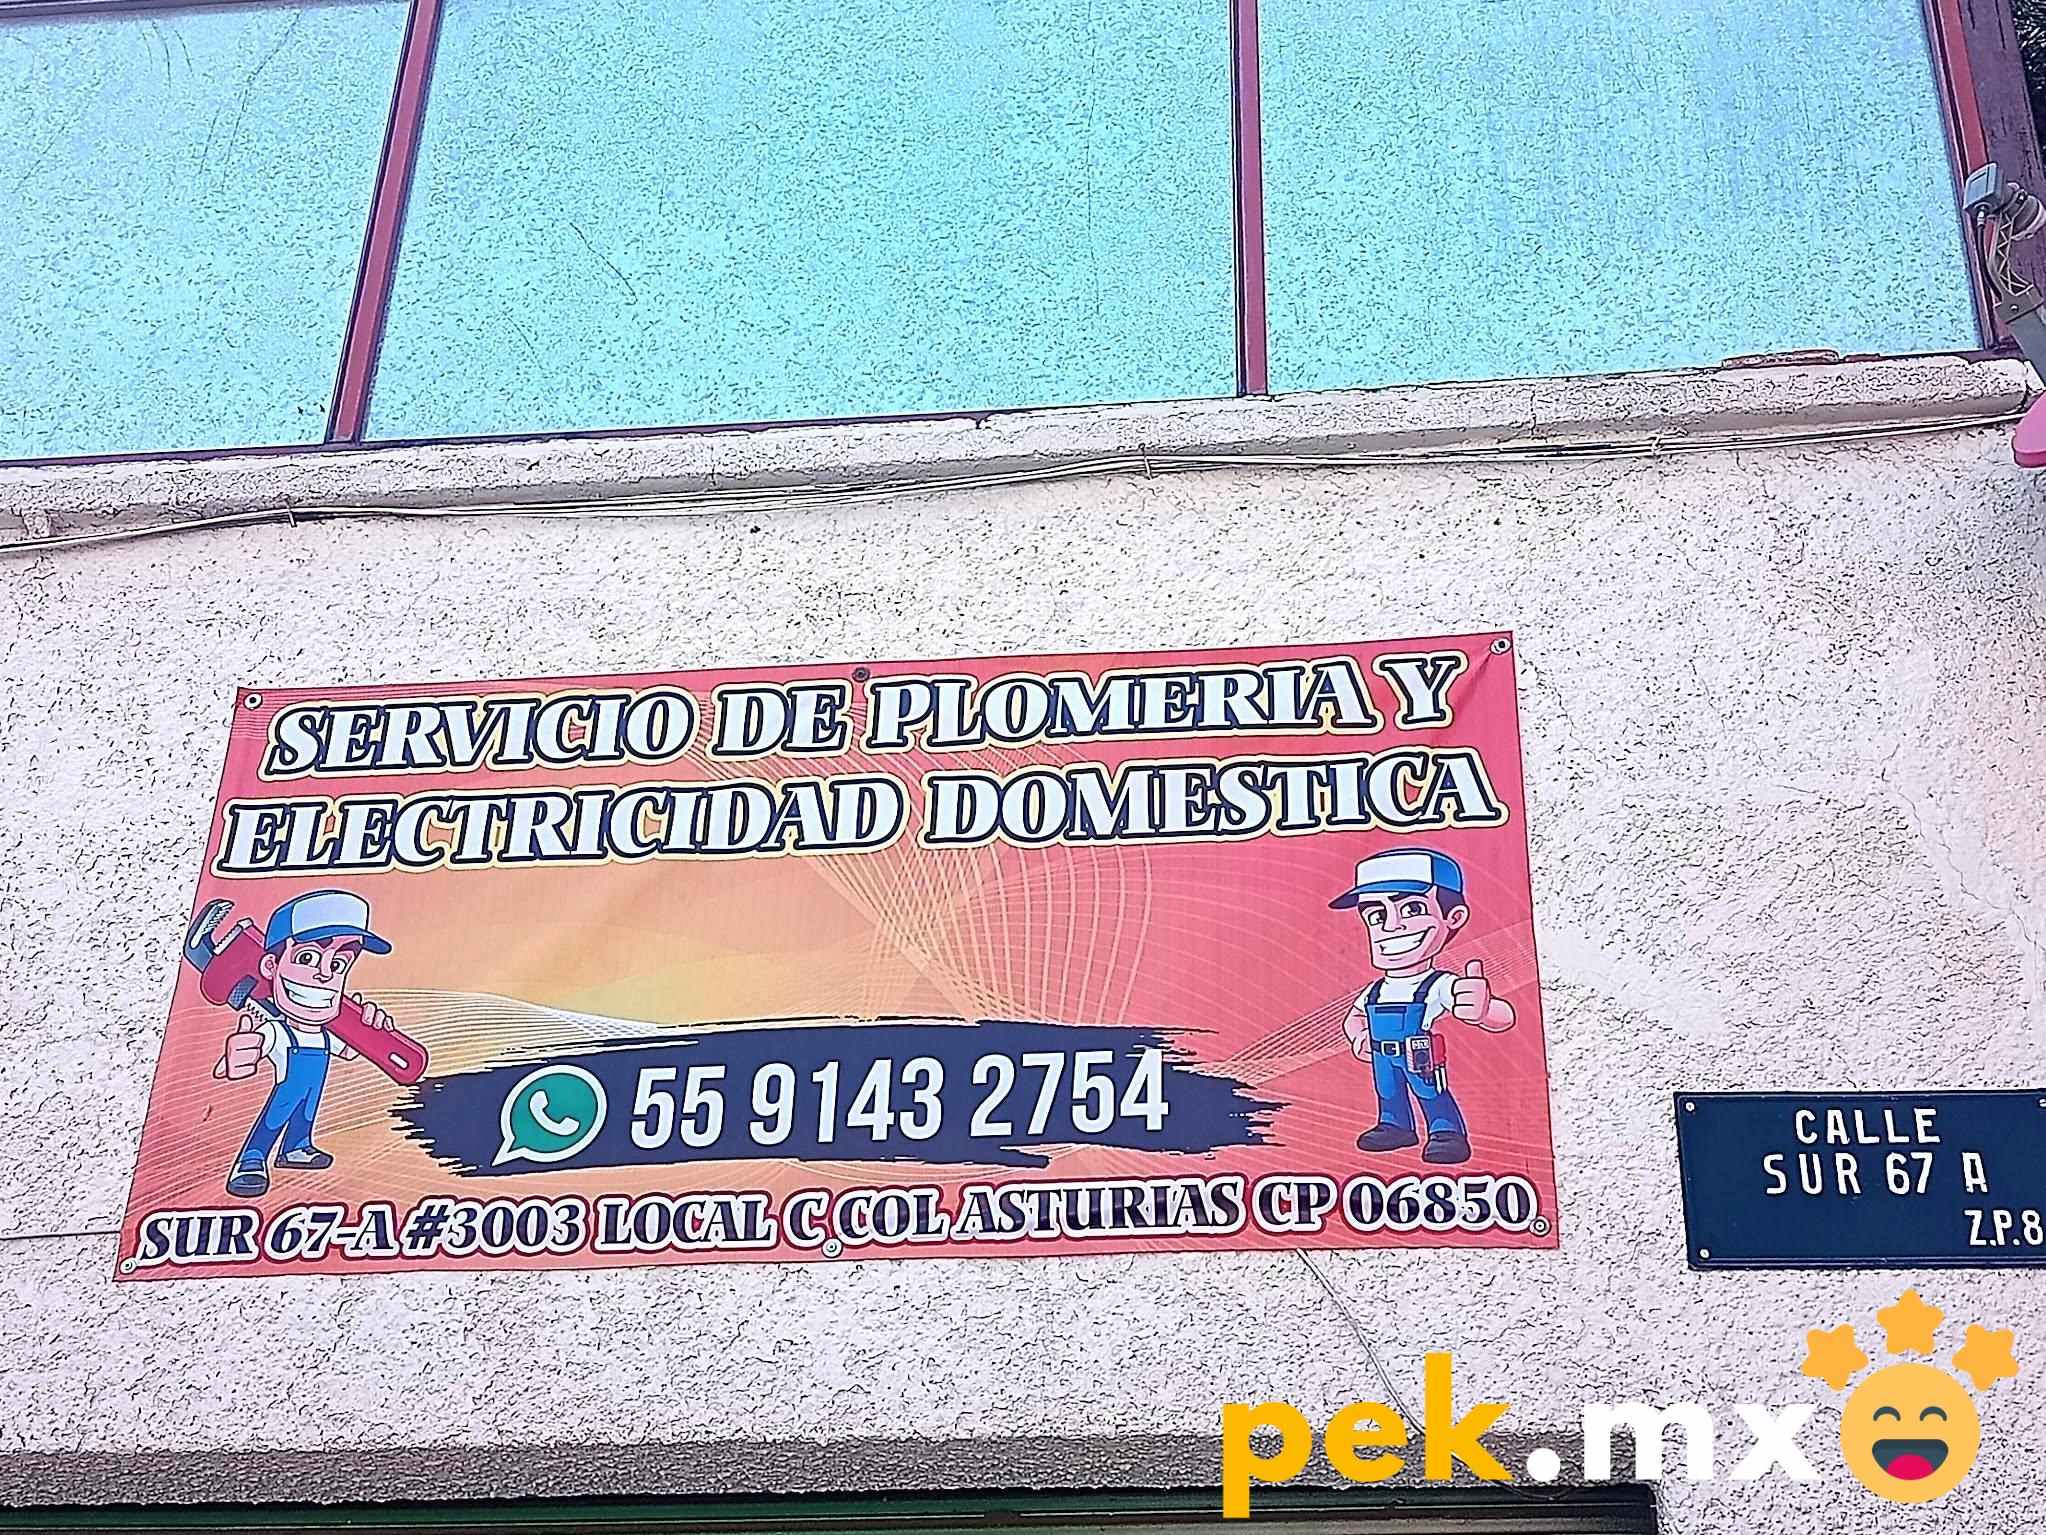 SERVICIO DE PLOMERIA Y
ELECTRICIDAD DOMESTICA
55 9143 2754
SUR 67-A #3003 LOCAL C COL ASTURIAS CP 06850
CALLE
SUR 67 A
Z.P.8
pek.mx